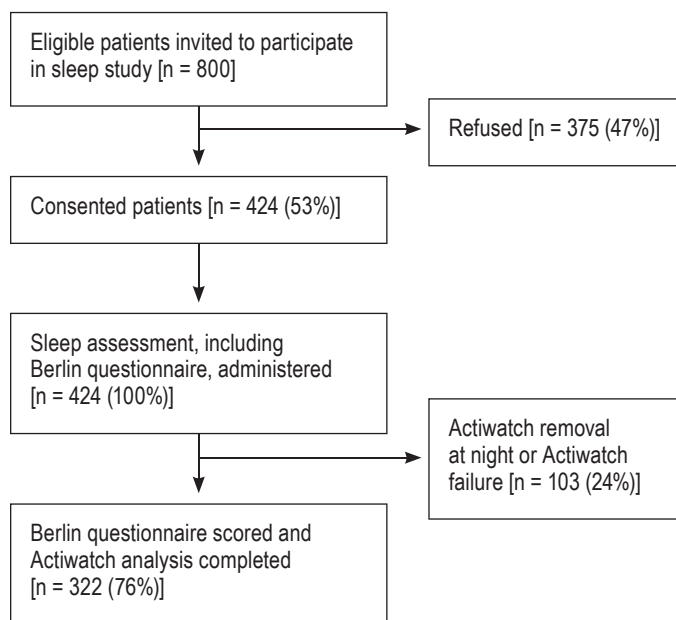 Eligible patients invited to participate
in sleep study [n = 800]
Refused [n = 375 (47%)]
Consented patients [n = 424 (53%)]
Sleep assessment, including
Berlin questionnaire, administered
[n = 424 (100%)]
Actiwatch removal
at night or Actiwatch
failure [n = 103 (24%)]
Berlin questionnaire scored and
Actiwatch analysis completed
[n = 322 (76%)]